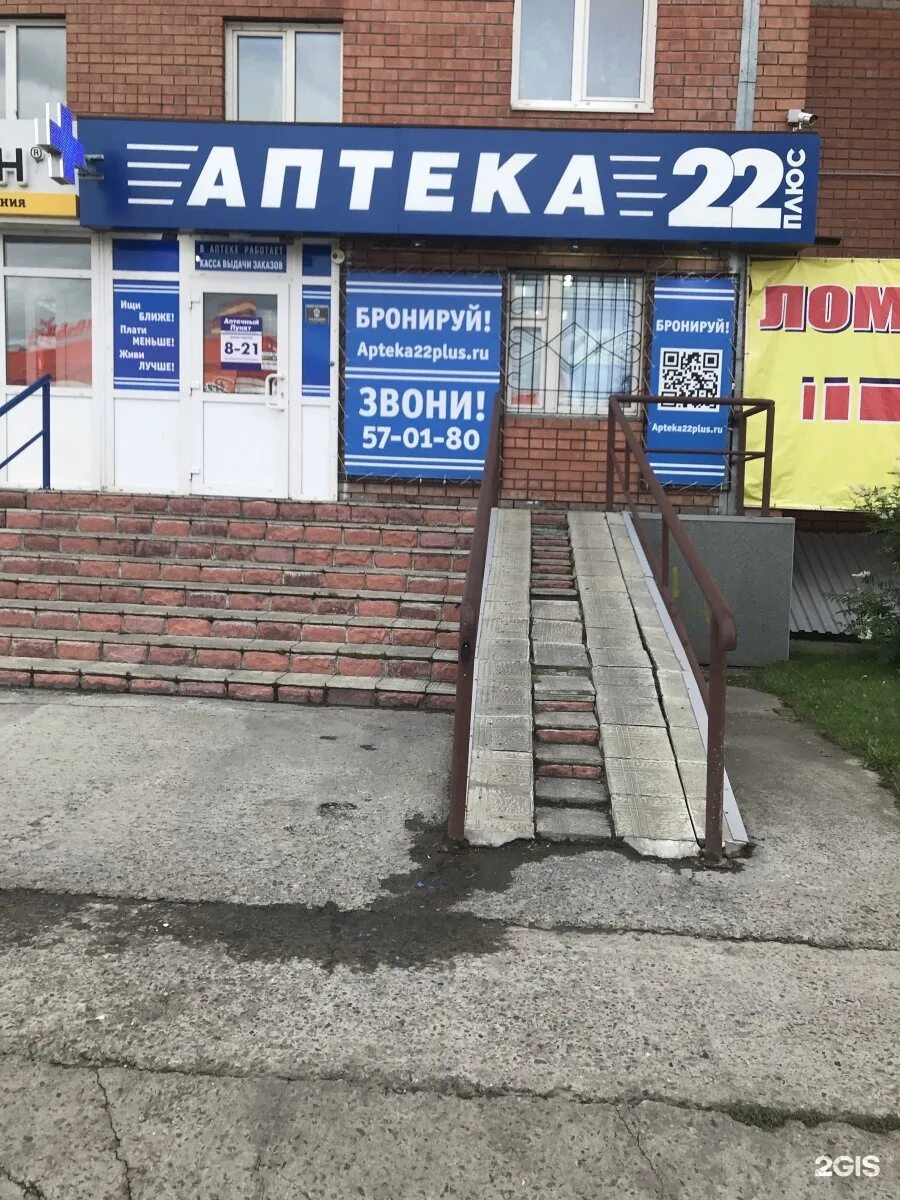 АПТЕКА 22 ПЛЮС
Н®
НИЯ
В АПТЕКЕ РАБОТАЕТ
КАССА ВЫДАЧИ ЗАКАЗОВ
Ищи
БЛИЖЕ!
Плати
МЕНЬШЕ!
Живи
ЛУЧШЕ!
Аптечный
Пункт
8-21
БРОНИРУЙ!
Apteka22plus.ru
ЗВОНИ!
57-01-80
БРОНИРУЙ!
Apteka22plus.ru
ЛОМ
2GIS